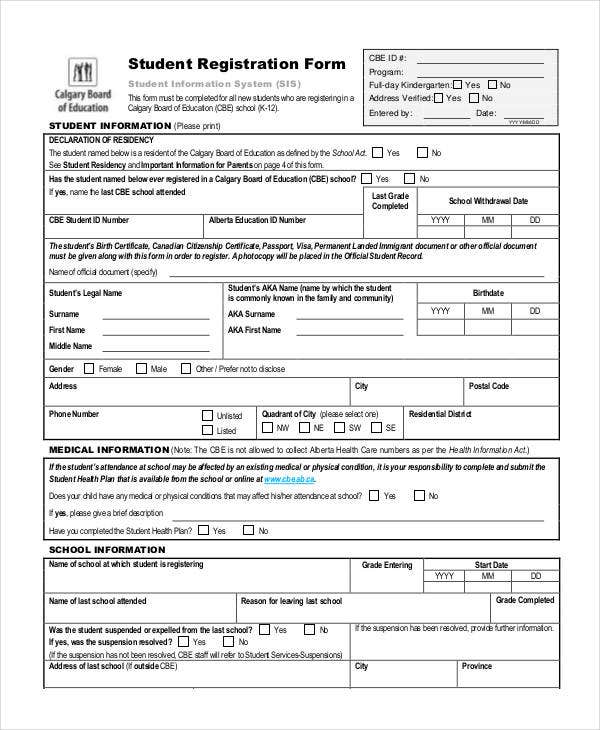 Calgary Board
of Education
Student Registration Form
Student Information System (SIS)
This form must be completed for all new students who are registering in a
Calgary Board of Education (CBE) school (K-12).
CBE ID #:
Program:
Full-day Kindergarten: Yes No
Address Verified: Yes No
Entered by: Date:
YYYY/MM/DD
STUDENT INFORMATION (Please print)
DECLARATION OF RESIDENCY
The student named below is a resident of the Calgary Board of Education as defined by the School Act. Yes No
See Student Residency and Important Information for Parents on page 4 of this form.
Has the student named below ever registered in a Calgary Board of Education (CBE) school? Yes No
If yes, name the last CBE school attended
Last Grade
Completed
School Withdrawal Date
CBE Student ID Number
Alberta Education ID Number
YYYY MM DD
The student's Birth Certificate, Canadian Citizenship Certificate, Passport, Visa, Permanent Landed Immigrant document or other official document
must be given along with this form in order to register. A photocopy will be placed in the Official Student Record.
Name of official document (specify)
Student's Legal Name
Student's AKA Name (name by which the student
is commonly known in the family and community)
Birthdate
Surname
AKA Surname
YYYY MM DD
First Name
AKA First Name
Middle Name
Gender Female Male Other / Prefer not to disclose
Address City Postal Code
Phone Number
Unlisted
Listed
Quadrant of City (please select one)
NW NE SW SE
Residential District
MEDICAL INFORMATION (Note: The CBE is not allowed to collect Alberta Health Care numbers as per the Health Information Act.)
If the student's attendance at school may be affected by an existing medical or physical condition, it is your responsibility to complete and submit the
Student Health Plan that is available from the school or online at www.cbe.ab.ca.
Does your child have any medical or physical conditions that may affect his/her attendance at school? Yes No
If yes, please give a brief description
Have you completed the Student Health Plan? Yes No
SCHOOL INFORMATION
Name of school at which student is registering
Grade Entering
Start Date
YYYY MM DD
Name of last school attended
Reason for leaving last school
Grade Completed
Was the student suspended or expelled from the last school? Yes No
If the suspension has been resolved, provide further information.
If yes, was the suspension resolved? Yes No
(If the suspension has not been resolved, CBE staff will refer to Student Services-Suspensions)
Address of last school (If outside CBE)
City
Province